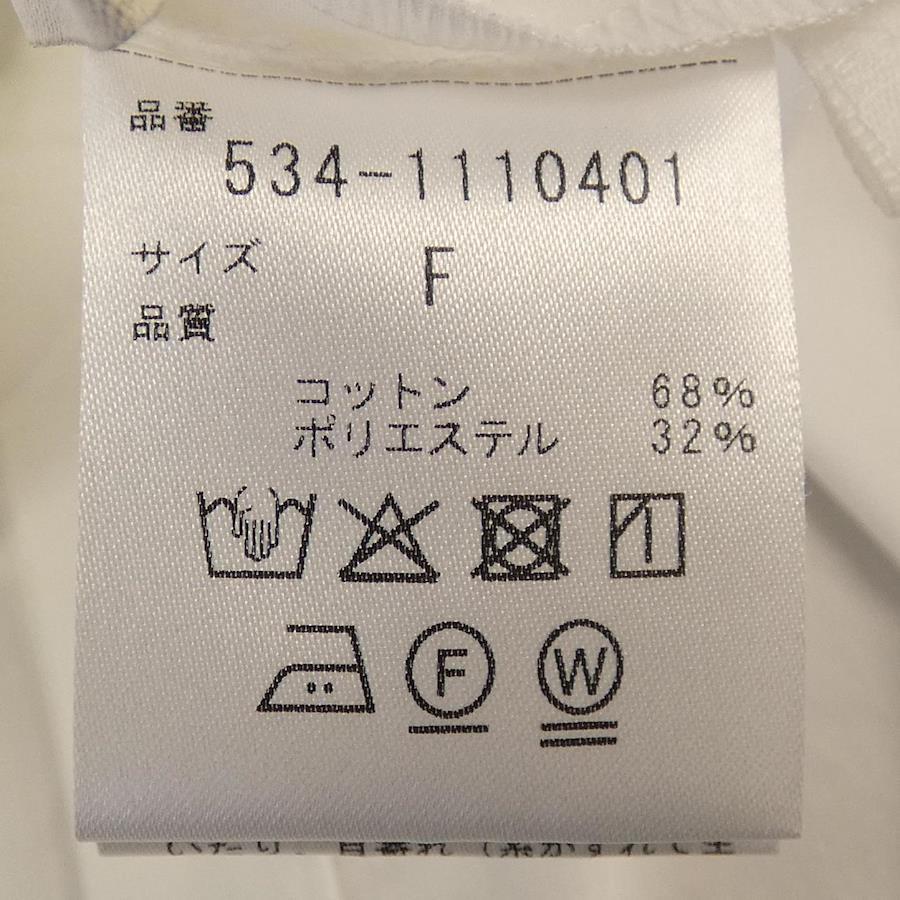 品番
534-1110401
サイズ F
品質
コットン 68%
ポリエステル 32%
F W